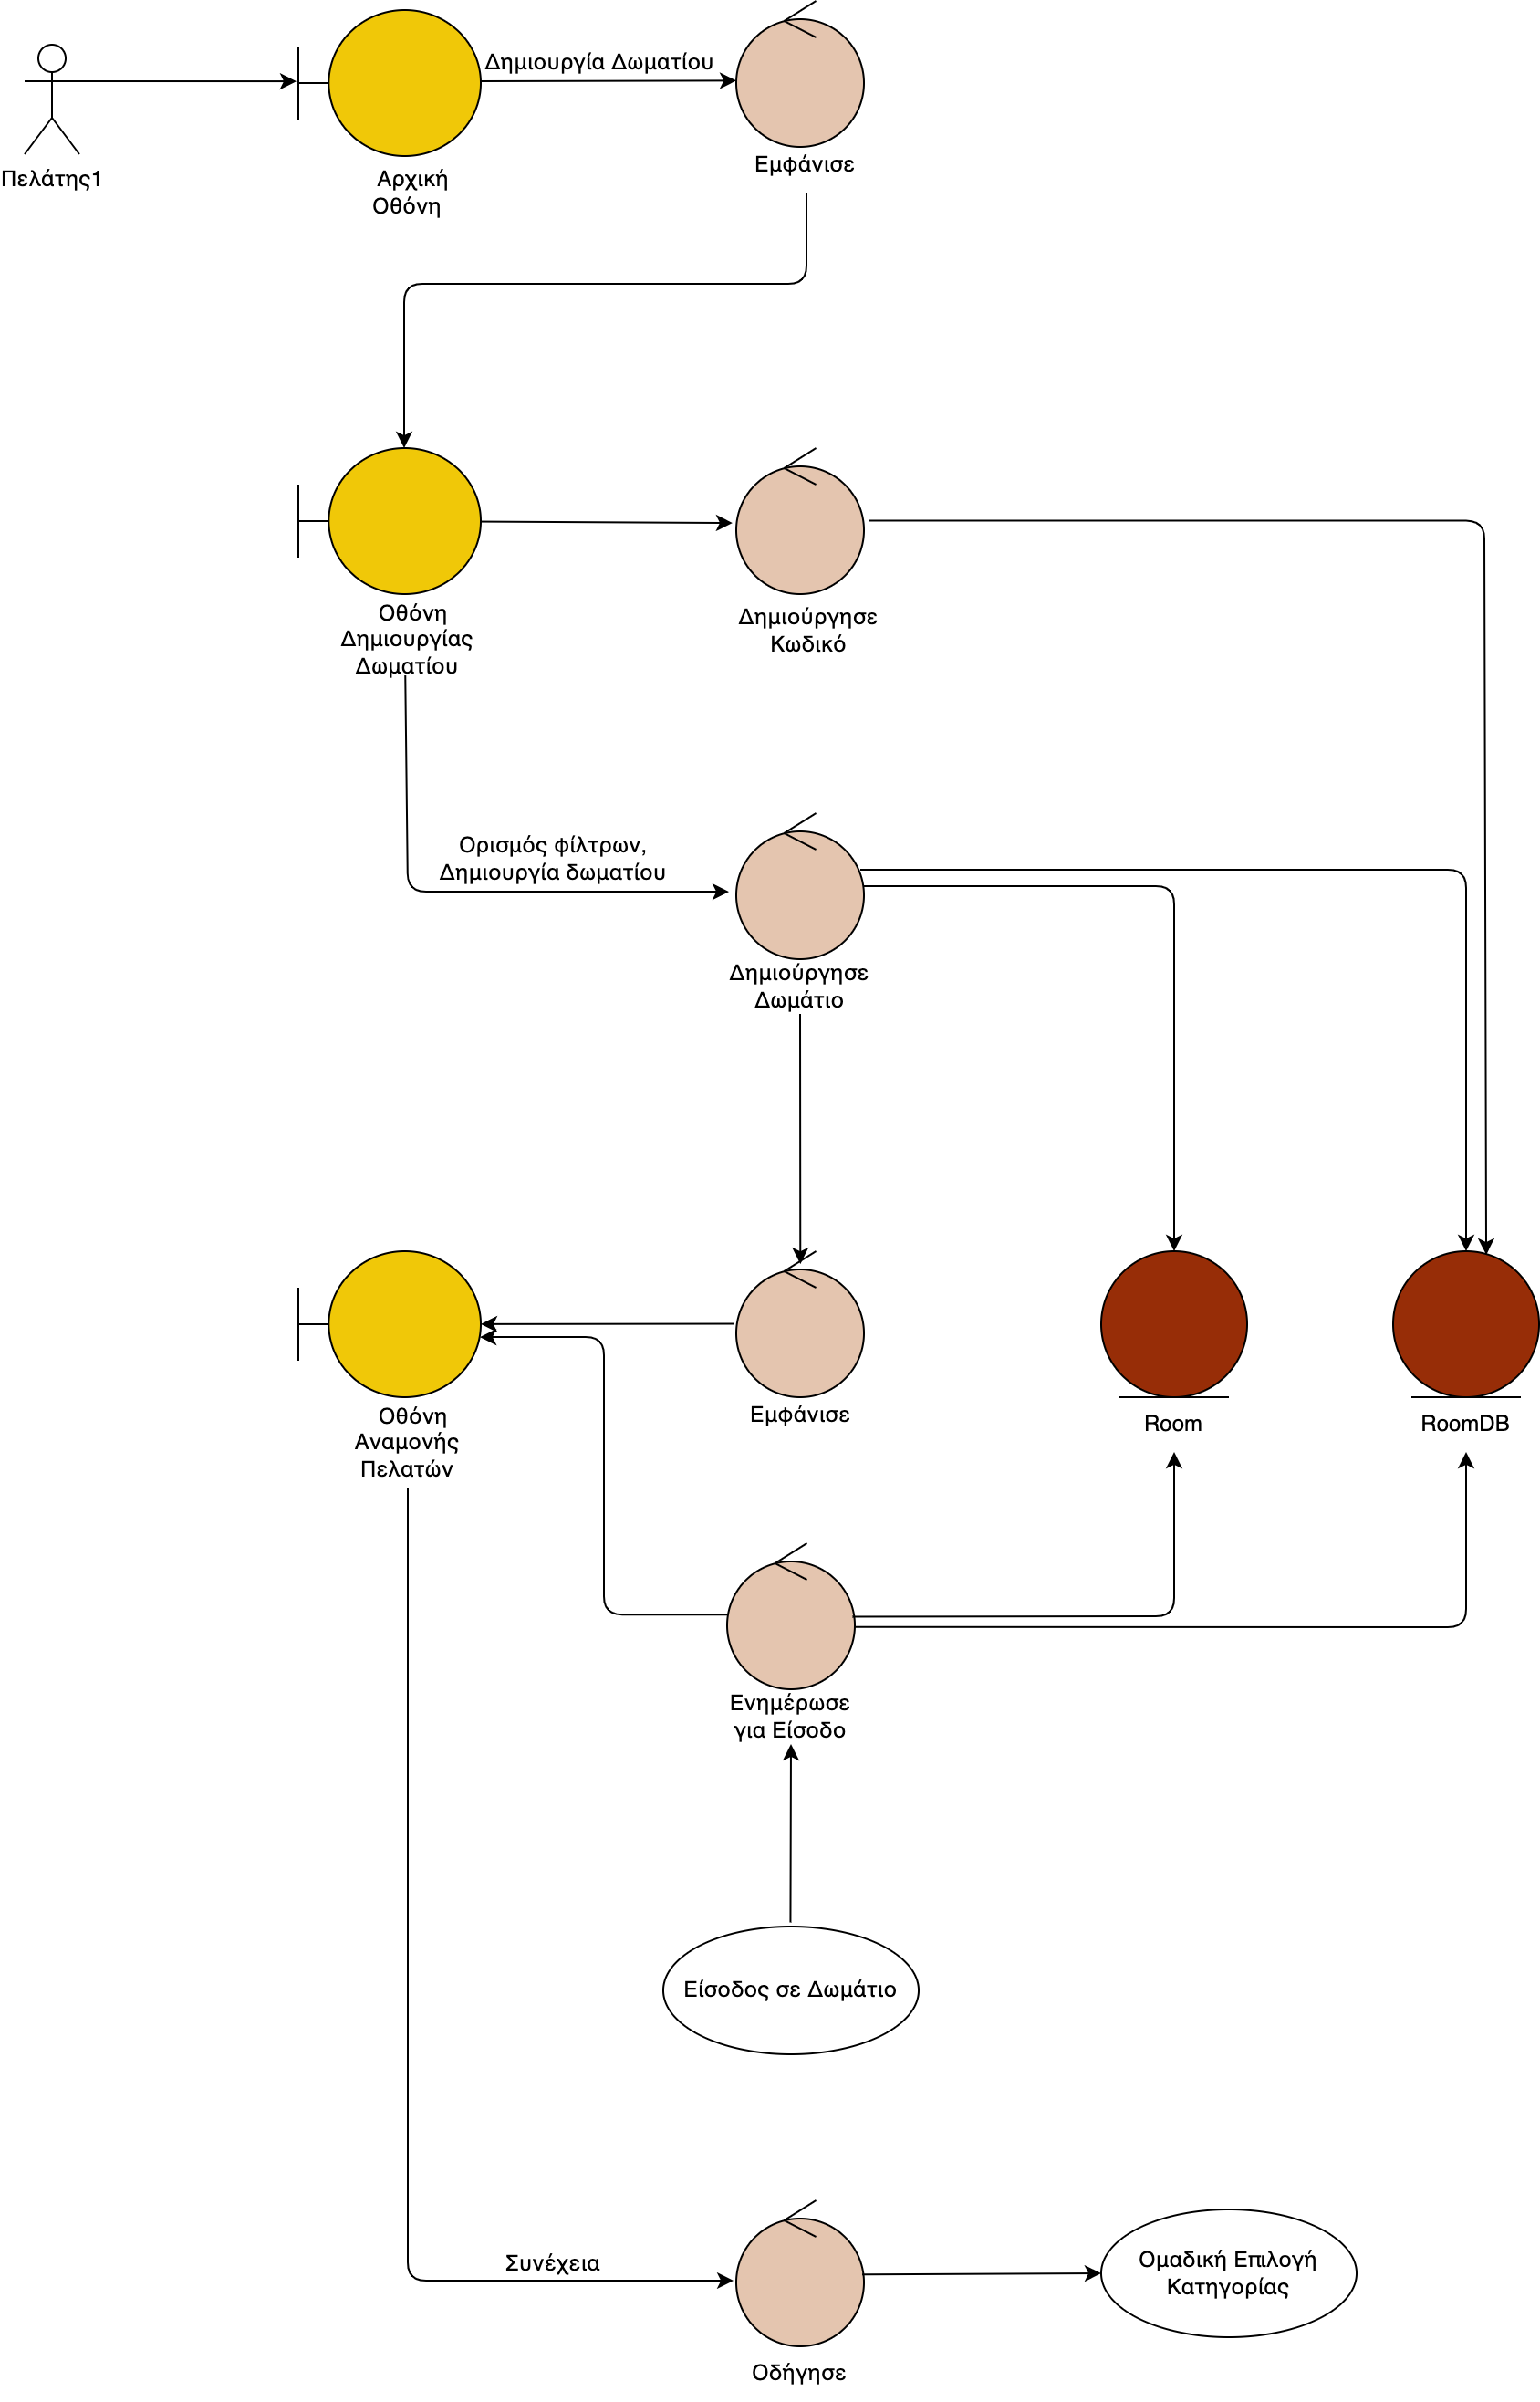 Δημιουργία Δωματίου
Πελάτης1
Αρχική
Οθόνη
Εμφάνισε
Οθόνη
Δημιουργίας
Δωματίου
Δημιούργησε
Κωδικό
Ορισμός φίλτρων,
Δημιουργία δωματίου
Δημιούργησε
Δωμάτιο
Οθόνη
Αναμονής
Πελατών
Εμφάνισε
Room
RoomDB
Ενημέρωσε
για Είσοδο
Είσοδος σε Δωμάτιο
Συνέχεια
Οδήγησε
Ομαδική Επιλογή
Κατηγορίας